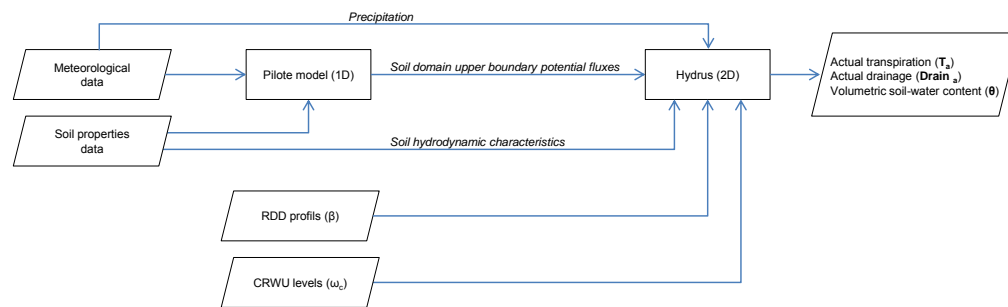 Precipitation
Meteorological
data
Pilote model (1D)
Soil domain upper boundary potential fluxes
Hydrus (2D)
Actual transpiration (Ta)
Actual drainage (Drain a)
Volumetric soil-water content (θ)
Soil properties
data
Soil hydrodynamic characteristics
RDD profils (β)
CRWU levels (ωc)